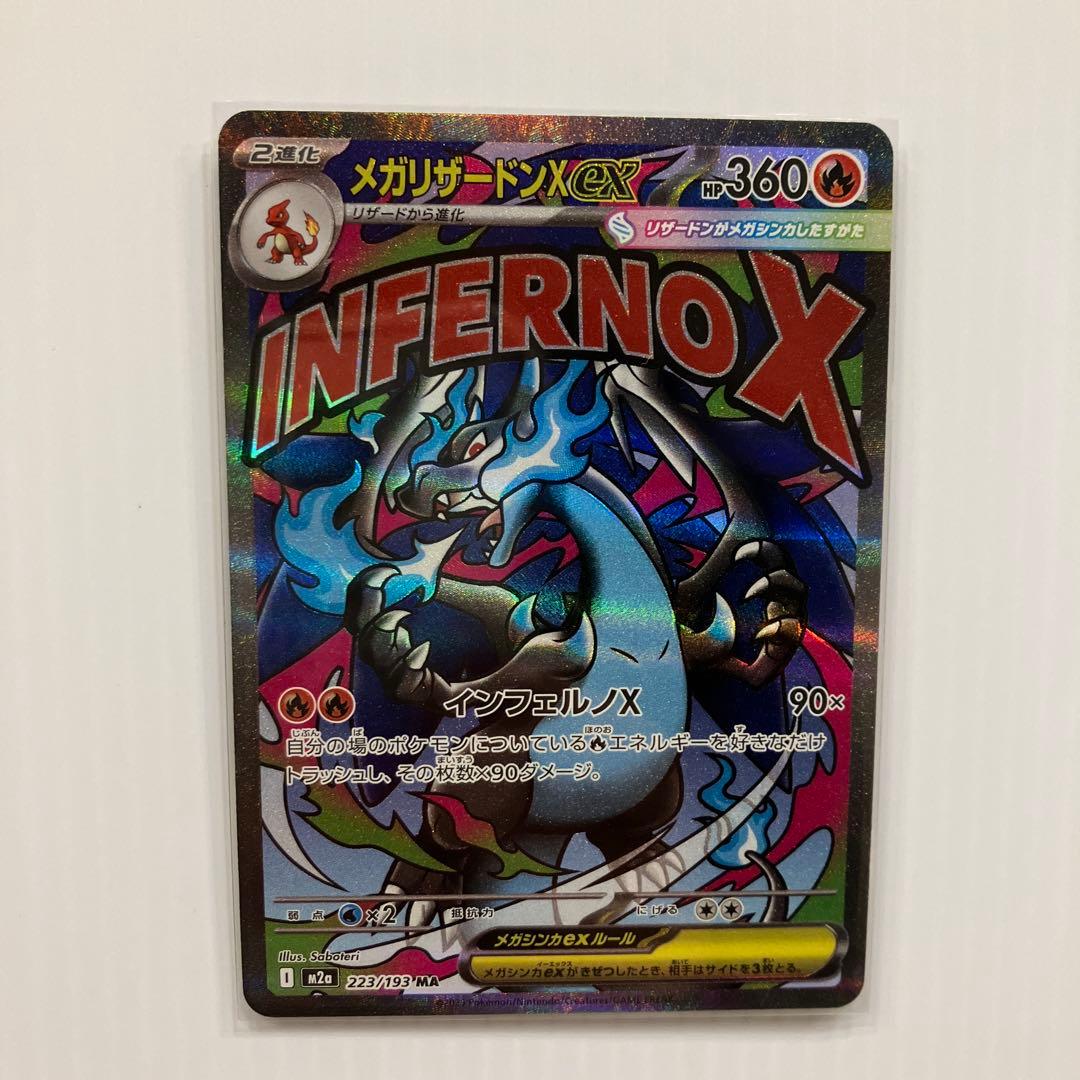 2進化
メガリザードンXex
HP360
リザードから進化
リザードンがメガシンカしたすがた
INFERNO X
インフェルノX 90×
自分の場のポケモンについているエネルギーを好きなだけ
トラッシュし、その枚数×90ダメージ。
弱点 ×2 抵抗力 にげる
メガシンカexルール
メガシンカexがきぜつしたとき、相手はサイドを3枚とる。
Illus. Saboteri
I m2a 223/193 MA
©2025 Pokémon/Nintendo/Creatures/GAME FREAK